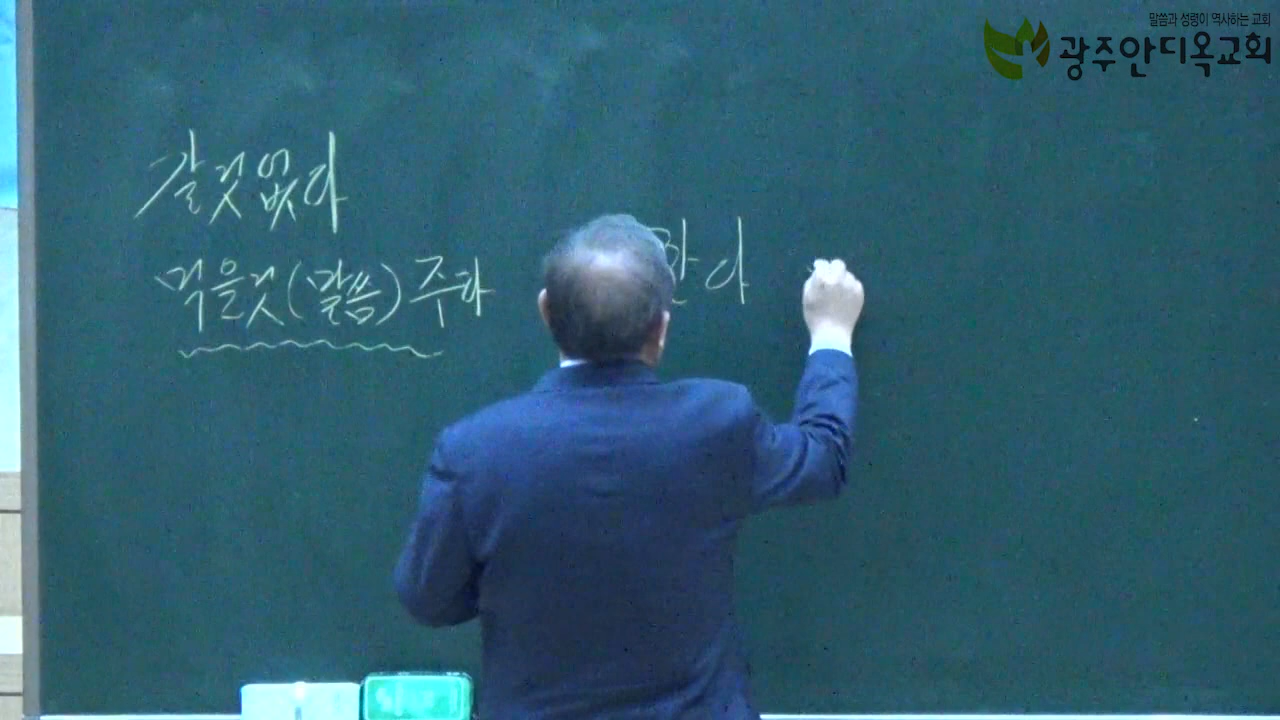 말씀과 성령이 역사하는 교회
광주안디옥교회
갈것없다
먹을것(말씀)주라
한다